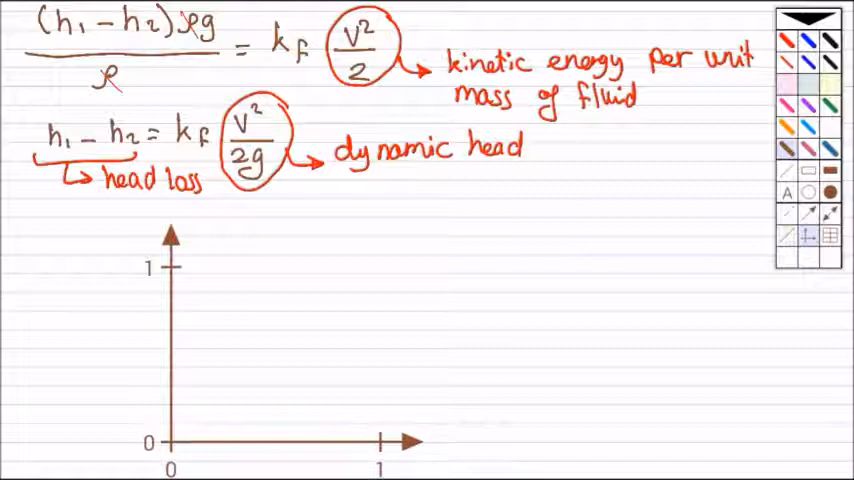 (h₁ - h₂) ρg / ρ = k_f V²/2 → kinetic energy per unit
mass of fluid
h₁ - h₂ = k_f V²/2g → dynamic head
head loss
1
0
0 1
A